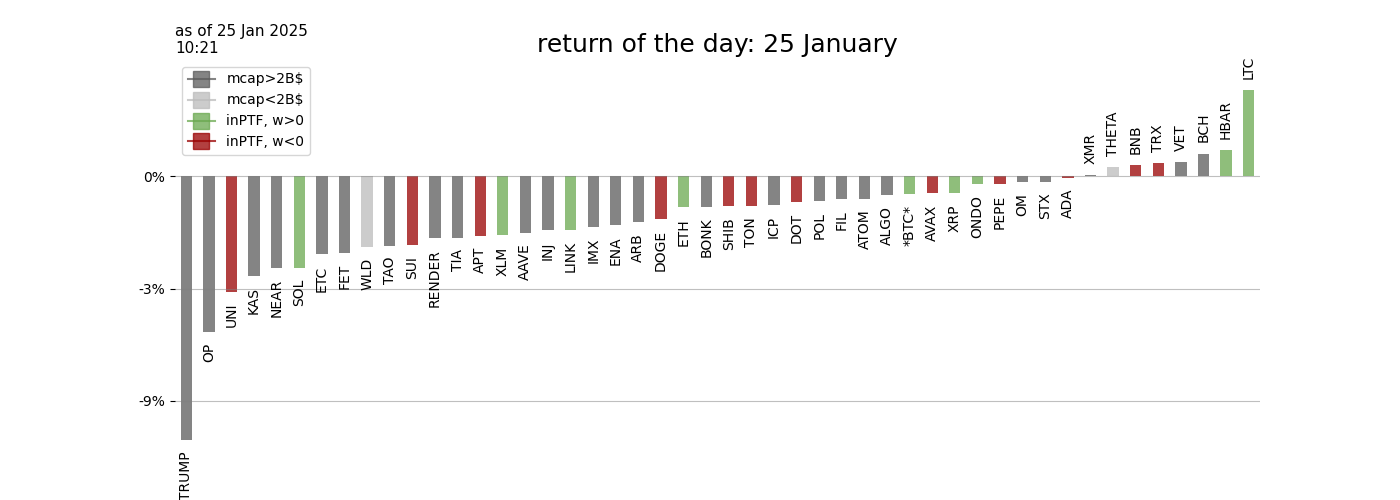 as of 25 Jan 2025
10:21
return of the day: 25 January
mcap>2B$
mcap<2B$
inPTF, w>0
inPTF, w<0
0%
-3%
-9%
TRUMP
OP
UNI
KAS
NEAR
SOL
ETC
FET
WLD
TAO
SUI
RENDER
TIA
APT
XLM
AAVE
INJ
LINK
IMX
ENA
ARB
DOGE
ETH
BONK
SHIB
TON
ICP
DOT
POL
FIL
ATOM
ALGO
*BTC*
AVAX
XRP
ONDO
PEPE
OM
STX
ADA
XMR
THETA
BNB
TRX
VET
BCH
HBAR
LTC